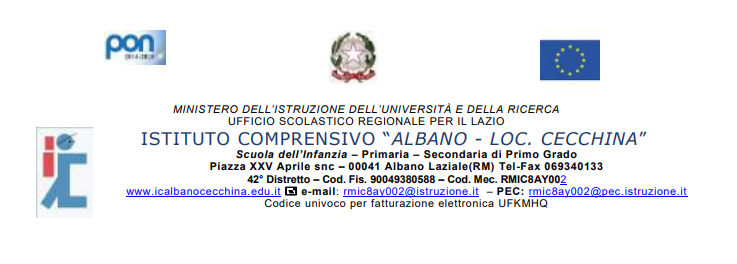 pon
2014-2020
MINISTERO DELL'ISTRUZIONE DELL'UNIVERSITÀ E DELLA RICERCA
UFFICIO SCOLASTICO REGIONALE PER IL LAZIO
ISTITUTO COMPRENSIVO "ALBANO - LOC. CECCHINA"
Scuola dell'Infanzia – Primaria – Secondaria di Primo Grado
Piazza XXV Aprile snc – 00041 Albano Laziale(RM) Tel-Fax 069340133
42° Distretto – Cod. Fis. 90049380588 – Cod. Mec. RMIC8AY002
www.icalbanocecchina.edu.it 🖃 e-mail: rmic8ay002@istruzione.it – PEC: rmic8ay002@pec.istruzione.it
Codice univoco per fatturazione elettronica UFKMHQ